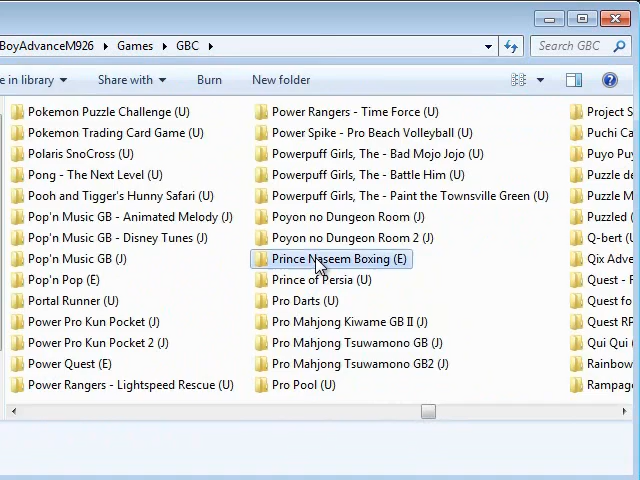 BoyAdvanceM926 ▸ Games ▸ GBC ▸
Search GBC
e in library
Share with
Burn
New folder
Pokemon Puzzle Challenge (U)
Pokemon Trading Card Game (U)
Polaris SnoCross (U)
Pong - The Next Level (U)
Pooh and Tigger's Hunny Safari (U)
Pop'n Music GB - Animated Melody (J)
Pop'n Music GB - Disney Tunes (J)
Pop'n Music GB (J)
Pop'n Pop (E)
Portal Runner (U)
Power Pro Kun Pocket (J)
Power Pro Kun Pocket 2 (J)
Power Quest (E)
Power Rangers - Lightspeed Rescue (U)
Power Rangers - Time Force (U)
Power Spike - Pro Beach Volleyball (U)
Powerpuff Girls, The - Bad Mojo Jojo (U)
Powerpuff Girls, The - Battle Him (U)
Powerpuff Girls, The - Paint the Townsville Green (U)
Poyon no Dungeon Room (J)
Poyon no Dungeon Room 2 (J)
Prince Naseem Boxing (E)
Prince of Persia (U)
Pro Darts (U)
Pro Mahjong Kiwame GB II (J)
Pro Mahjong Tsuwamono GB (J)
Pro Mahjong Tsuwamono GB2 (J)
Pro Pool (U)
Project S
Puchi Ca
Puyo Puy
Puzzle de
Puzzle m
Puzzled (
Q-bert (U
Qix Adve
Quest - F
Quest fo
Quest RP
Qui Qui (
Rainbow
Rampag